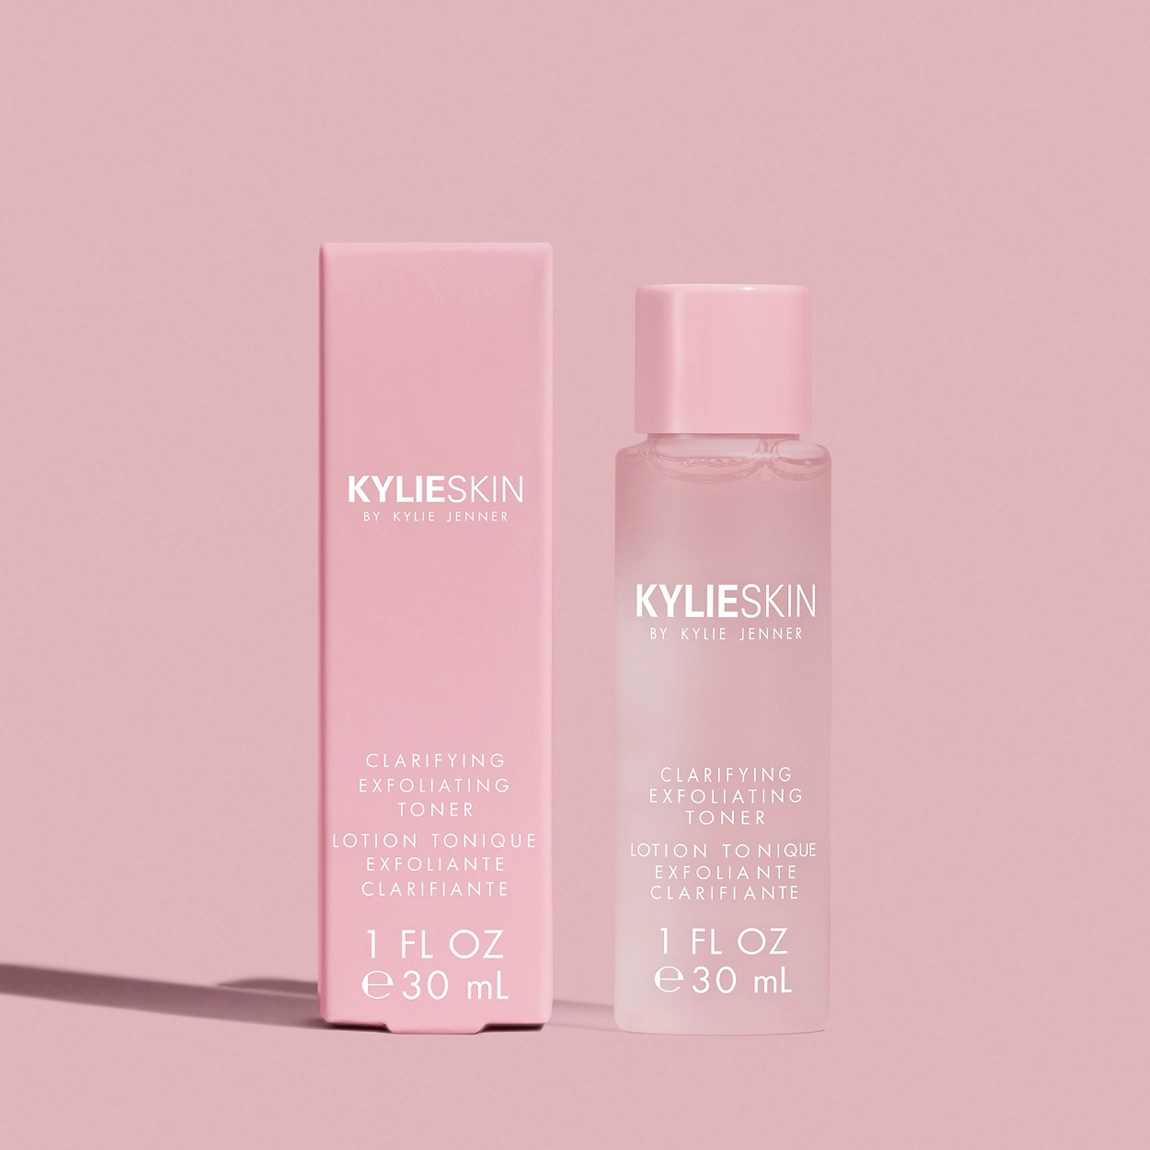 KYLIESKIN
BY KYLIE JENNER
CLARIFYING
EXFOLIATING
TONER
LOTION TONIQUE
EXFOLIANTE
CLARIFIANTE
1 FL OZ
℮30 mL
KYLIESKIN
BY KYLIE JENNER
CLARIFYING
EXFOLIATING
TONER
LOTION TONIQUE
EXFOLIANTE
CLARIFIANTE
1 FL OZ
℮30 mL